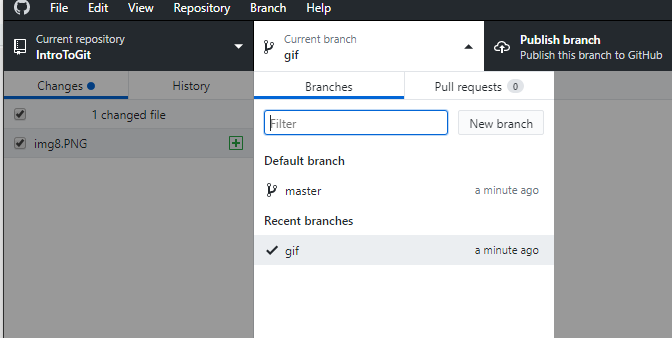 File Edit View Repository Branch Help
Current repository
IntroToGit
Current branch
gif
Publish branch
Publish this branch to GitHub
Changes
History
Branches
Pull requests 0
1 changed file
Filter
New branch
img8.PNG
Default branch
master a minute ago
Recent branches
gif a minute ago